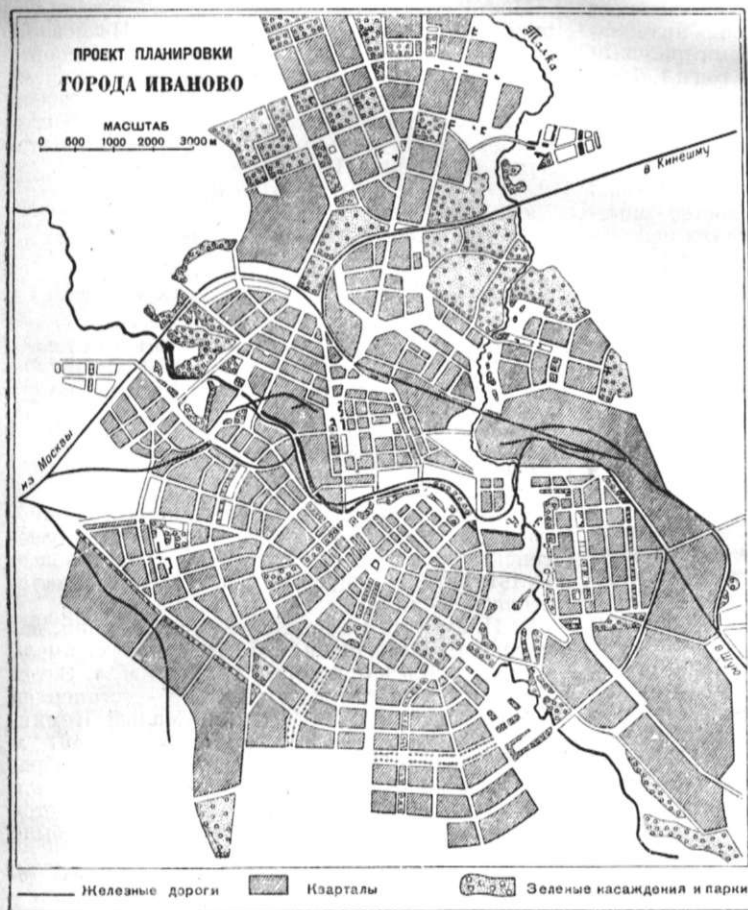 ПРОЕКТ ПЛАНИРОВКИ
ГОРОДА ИВАНОВО
МАСШТАБ
0 500 1000 2000 3000 м
Талка
в Кинешму
из Москвы
в Шую
Железные дороги
Кварталы
Зеленые насаждения и парки